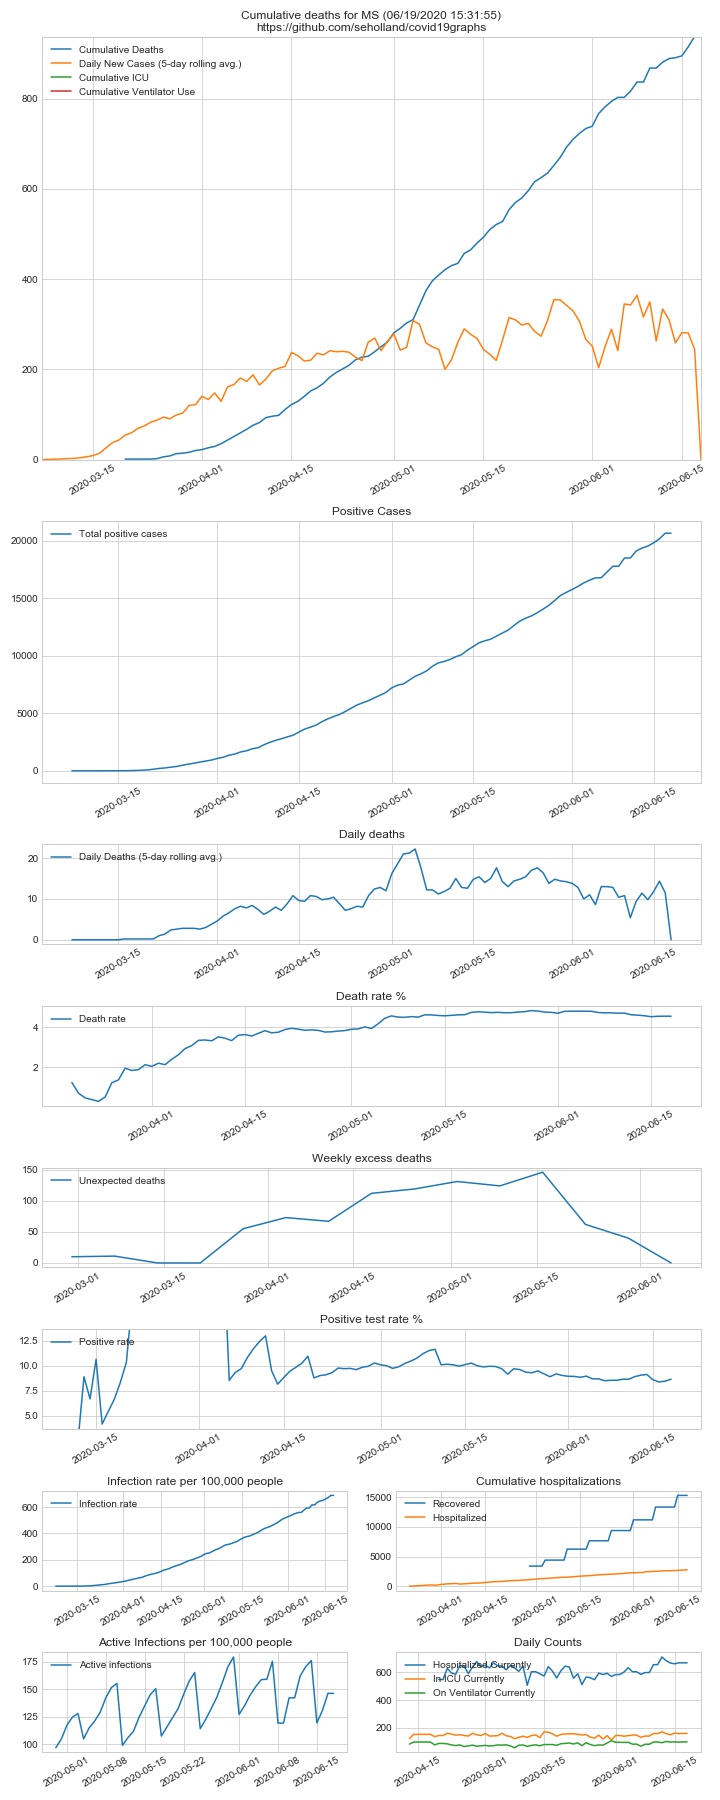 Cumulative deaths for MS (06/19/2020 15:31:55)
https://github.com/seholland/covid19graphs
Cumulative Deaths
Daily New Cases (5-day rolling avg.)
Cumulative ICU
Cumulative Ventilator Use
800
600
400
200
0
2020-03-15 2020-04-01 2020-04-15 2020-05-01 2020-05-15 2020-06-01 2020-06-15
Positive Cases
Total positive cases
20000
15000
10000
5000
0
2020-03-15 2020-04-01 2020-04-15 2020-05-01 2020-05-15 2020-06-01 2020-06-15
Daily deaths
Daily Deaths (5-day rolling avg.)
20
10
0
2020-03-15 2020-04-01 2020-04-15 2020-05-01 2020-05-15 2020-06-01 2020-06-15
Death rate %
Death rate
4
2
2020-04-01 2020-04-15 2020-05-01 2020-05-15 2020-06-01 2020-06-15
Weekly excess deaths
Unexpected deaths
150
100
50
0
2020-03-01 2020-03-15 2020-04-01 2020-04-15 2020-05-01 2020-05-15 2020-06-01
Positive test rate %
Positive rate
12.5
10.0
7.5
5.0
2020-03-15 2020-04-01 2020-04-15 2020-05-01 2020-05-15 2020-06-01 2020-06-15
Infection rate per 100,000 people
Infection rate
600
400
200
0
2020-03-15 2020-04-01 2020-04-15 2020-05-01 2020-05-15 2020-06-01 2020-06-15
Cumulative hospitalizations
Recovered
Hospitalized
15000
10000
5000
0
2020-04-01 2020-04-15 2020-05-01 2020-05-15 2020-06-01 2020-06-15
Active Infections per 100,000 people
Active infections
175
150
125
100
2020-05-01 2020-05-08 2020-05-15 2020-05-22 2020-06-01 2020-06-08 2020-06-15
Daily Counts
Hospitalized Currently
In ICU Currently
On Ventilator Currently
600
400
200
2020-04-15 2020-05-01 2020-05-15 2020-06-01 2020-06-15